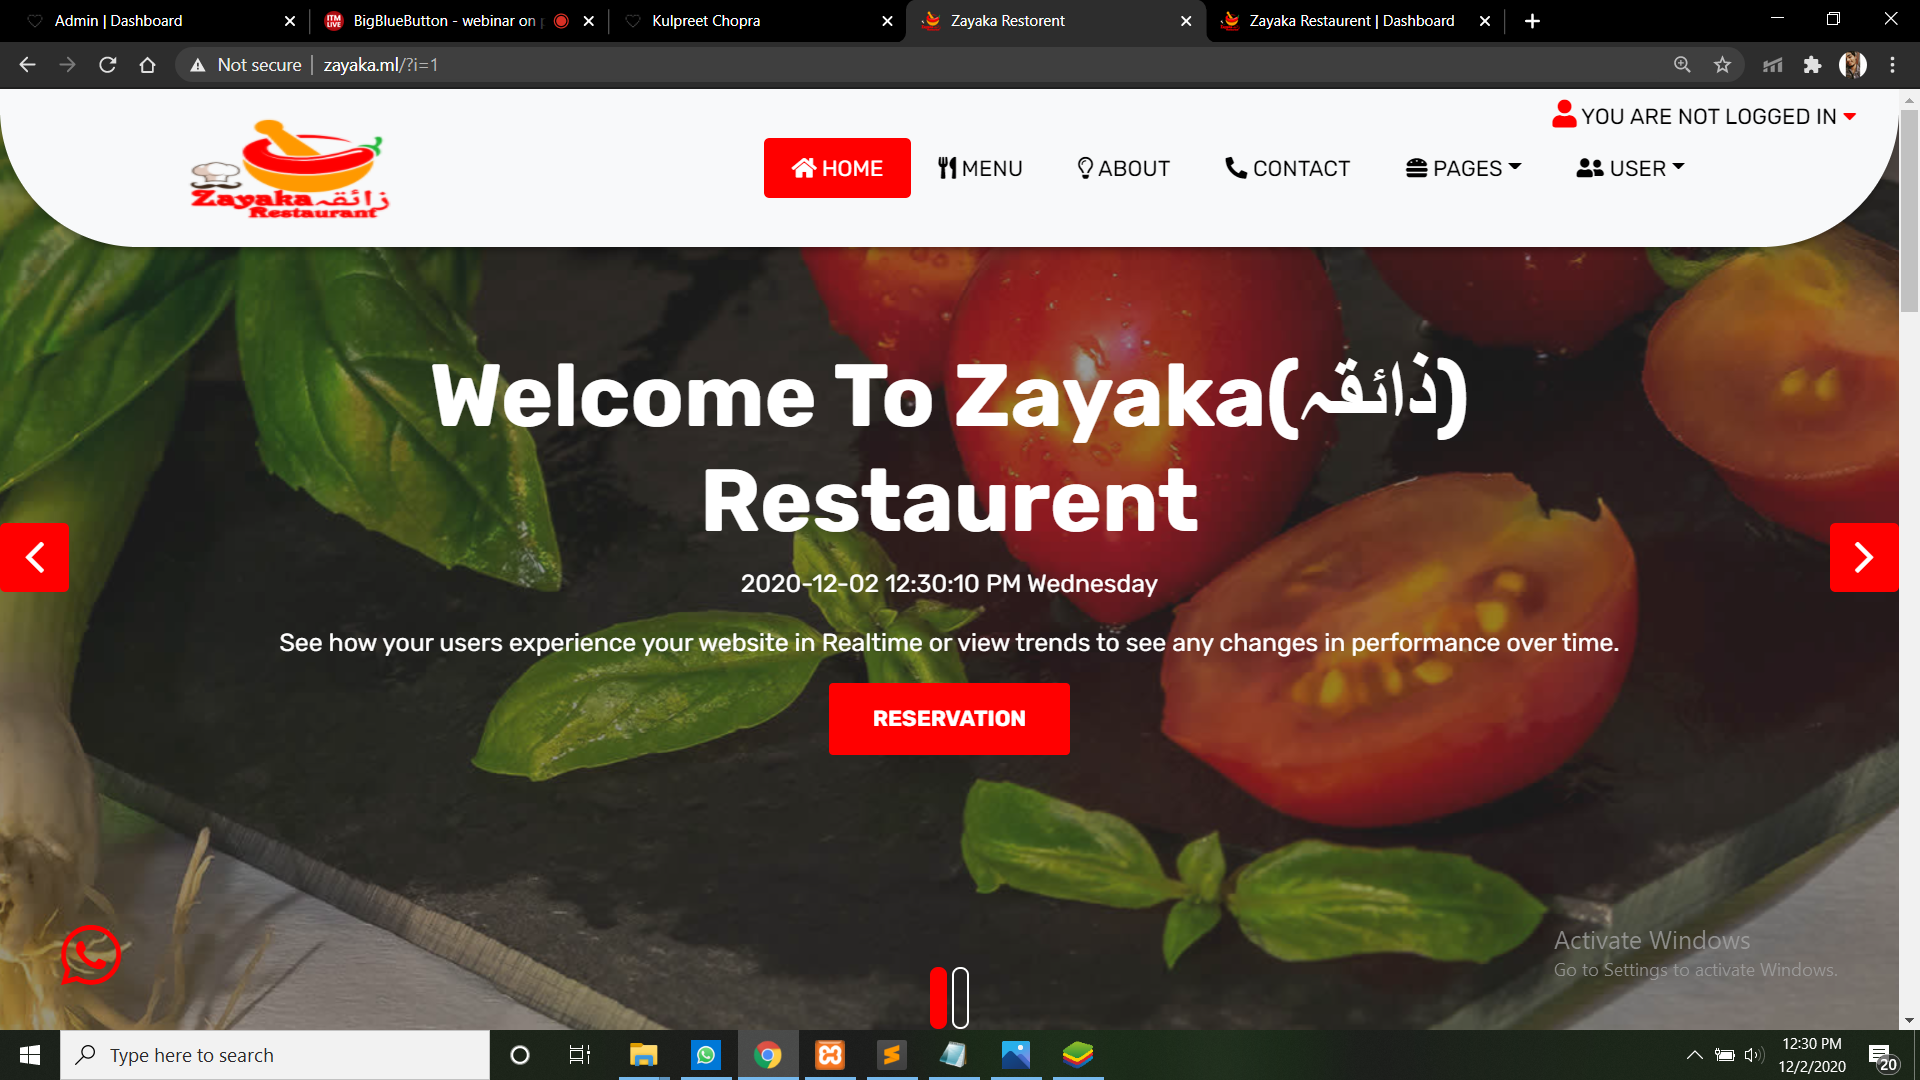 Admin | Dashboard
BigBlueButton - webinar on
Kulpreet Chopra
Zayaka Restorent
Zayaka Restaurent | Dashboard
Not secure
zayaka.ml/?i=1
YOU ARE NOT LOGGED IN
Zayaka ذائقہ
Restaurant
HOME
MENU
ABOUT
CONTACT
PAGES
USER
Welcome To Zayaka(ذائقہ)
Restaurent
2020-12-02 12:30:10 PM Wednesday
See how your users experience your website in Realtime or view trends to see any changes in performance over time.
RESERVATION
Activate Windows
Go to Settings to activate Windows.
Type here to search
12:30 PM
12/2/2020
20